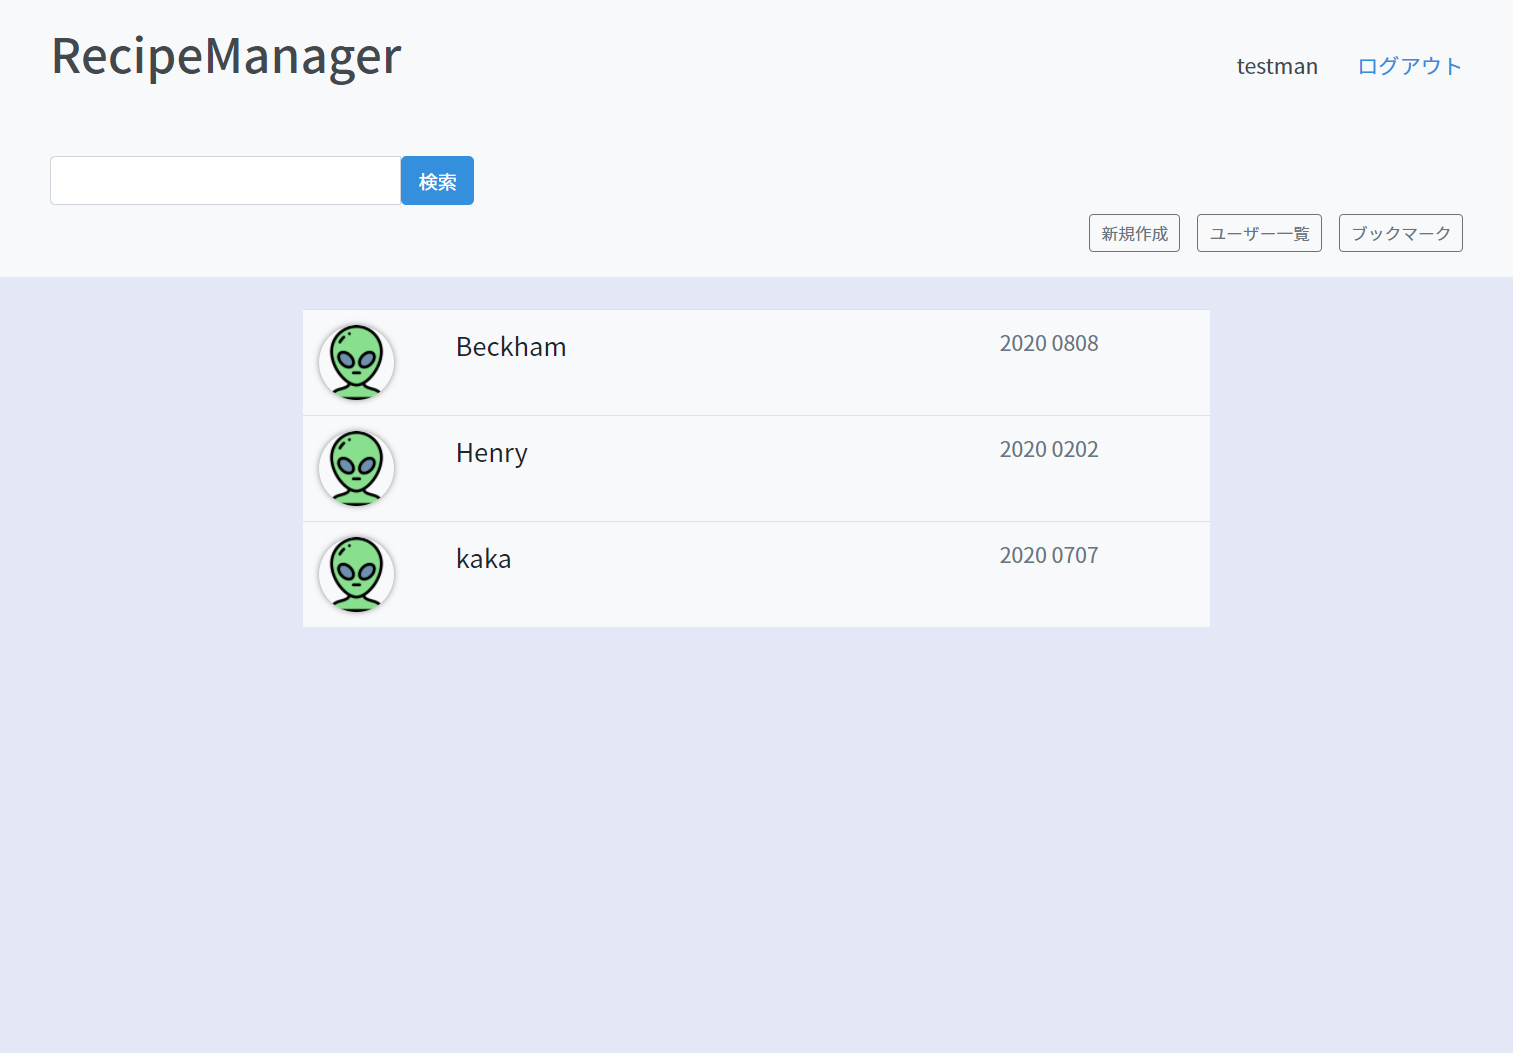 RecipeManager
testman ログアウト
検索
新規作成 ユーザー一覧 ブックマーク
Beckham 2020 0808
Henry 2020 0202
kaka 2020 0707